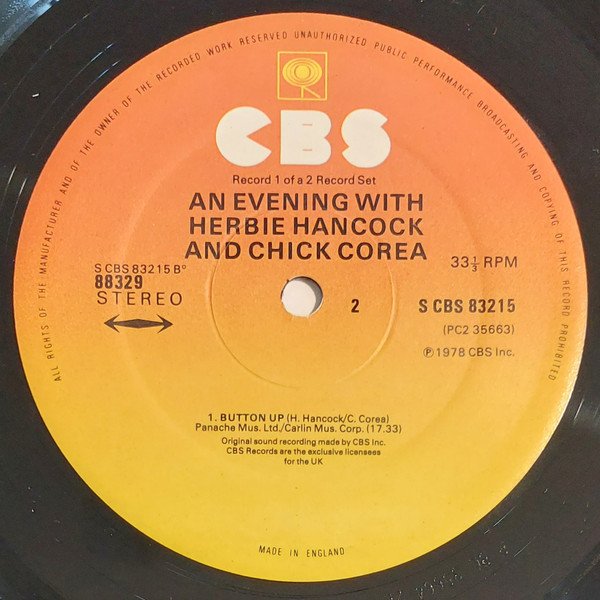 ALL RIGHTS OF THE MANUFACTURER AND OF THE OWNER OF THE RECORDED WORK RESERVED UNAUTHORIZED PUBLIC PERFORMANCE BROADCASTING AND COPYING OF THIS RECORD PROHIBITED
CBS
Record 1 of a 2 Record Set
AN EVENING WITH
HERBIE HANCOCK
AND CHICK COREA
33⅓ RPM
S CBS 83215 B°
88329
STEREO
2
S CBS 83215
(PC2 35663)
℗ 1978 CBS Inc.
1. BUTTON UP (H. Hancock/C. Corea)
Panache Mus. Ltd./Carlin Mus. Corp. (17.33)
Original sound recording made by CBS Inc.
CBS Records are the exclusive licensees
for the UK
MADE IN ENGLAND